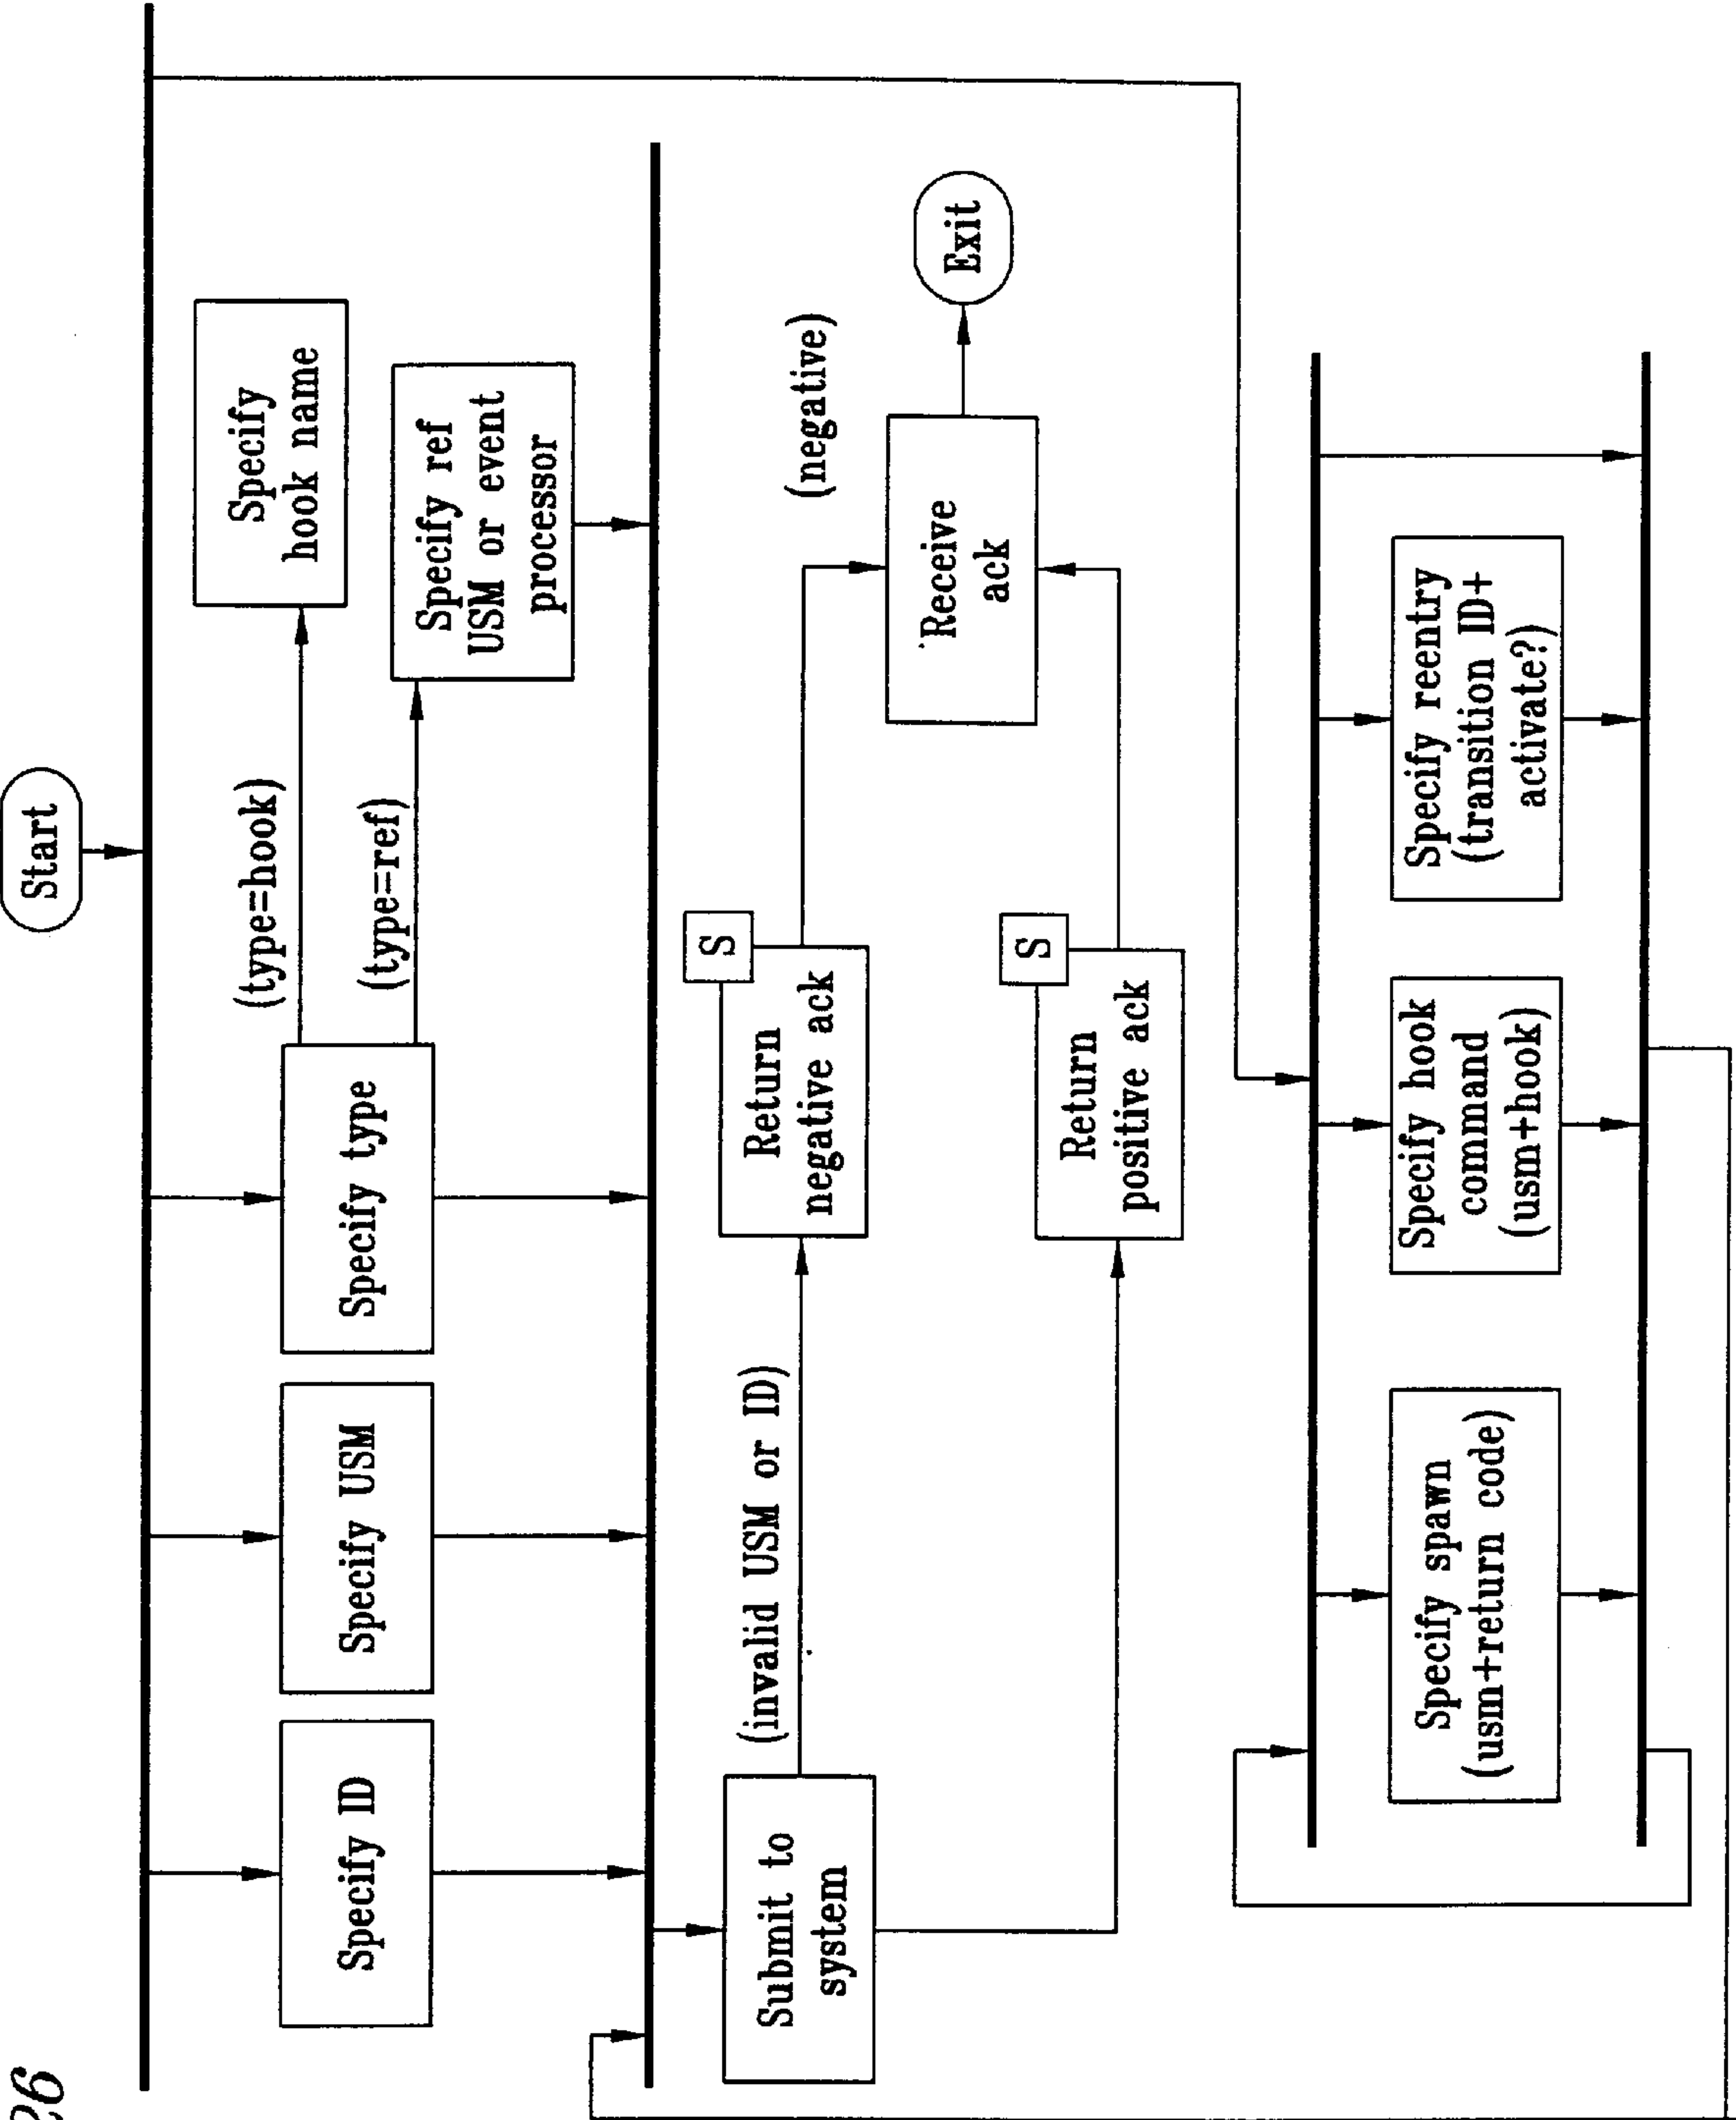 26
Start
Specify ID
Specify USM
Specify type
(type=hook)
(type=ref)
Specify
hook name
Specify ref
USM or event
processor
Submit to
system
(invalid USM or ID)
Return
negative ack
S
Return
positive ack
S
Receive
ack
(negative)
Exit
Specify spawn
(usm+return code)
Specify hook
command
(usm+hook)
Specify reentry
(transition ID+
activate?)